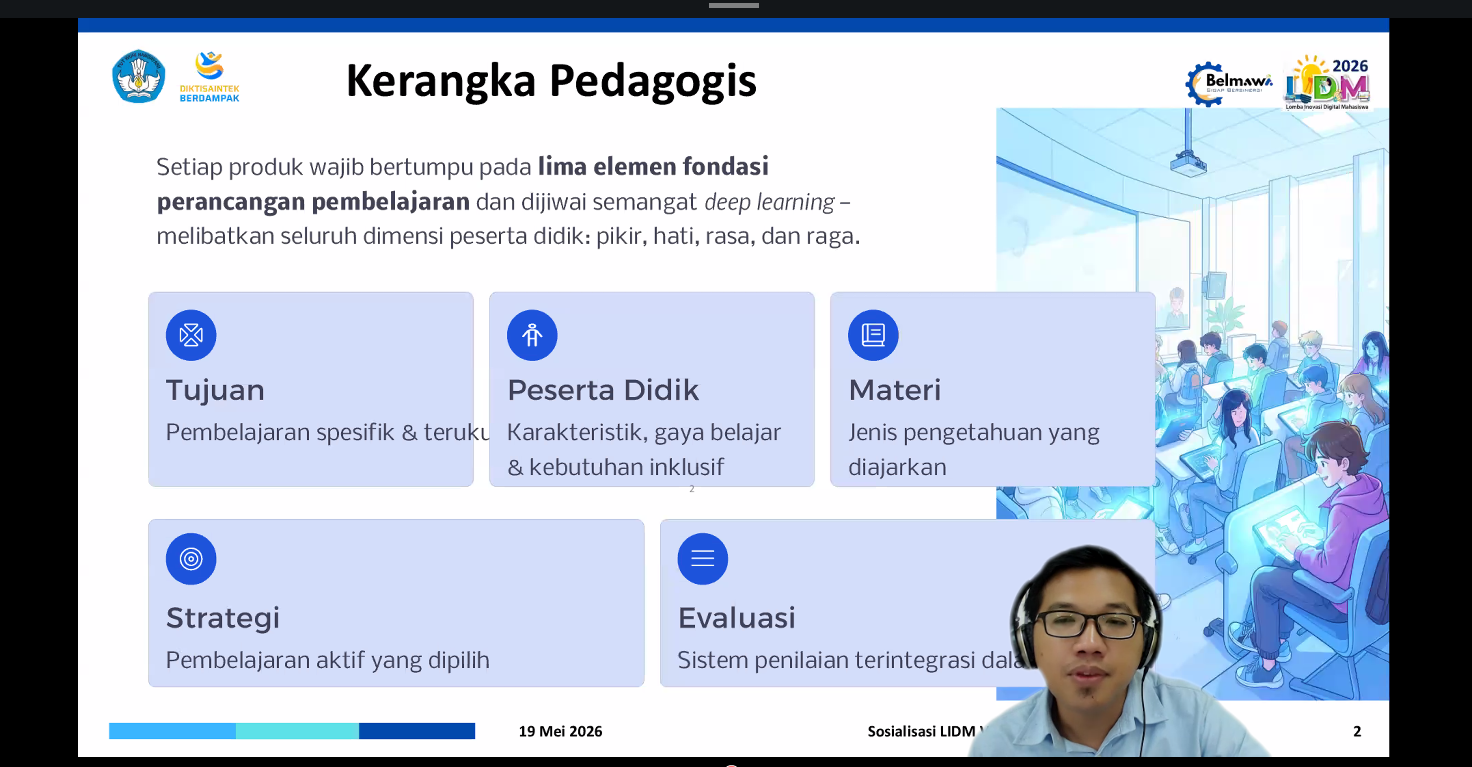 DIKTISAINTEK
BERDAMPAK
Kerangka Pedagogis
Belmawa
SIGAP BERSINERGI
2026
LIDM
Lomba Inovasi Digital Mahasiswa
Setiap produk wajib bertumpu pada lima elemen fondasi
perancangan pembelajaran dan dijiwai semangat deep learning –
melibatkan seluruh dimensi peserta didik: pikir, hati, rasa, dan raga.
Tujuan
Pembelajaran spesifik & teruku
Peserta Didik
Karakteristik, gaya belajar
& kebutuhan inklusif
Materi
Jenis pengetahuan yang
diajarkan
2
Strategi
Pembelajaran aktif yang dipilih
Evaluasi
Sistem penilaian terintegrasi
19 Mei 2026
Sosialisasi LIDM
2